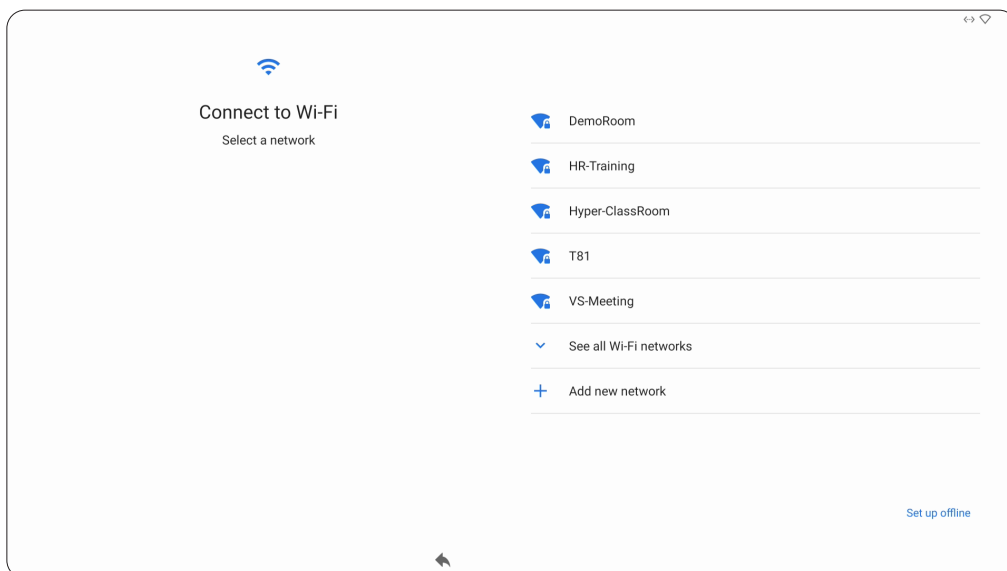 Connect to Wi-Fi
Select a network
DemoRoom
HR-Training
Hyper-ClassRoom
T81
VS-Meeting
See all Wi-Fi networks
Add new network
Set up offline